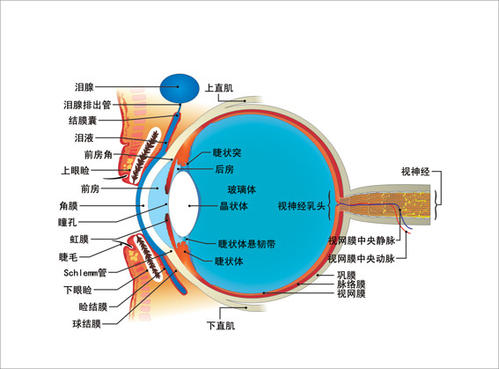 泪腺
泪腺排出管
结膜囊
泪液
前房角
上眼睑
前房
角膜
瞳孔
虹膜
睫毛
Schlemm管
下眼睑
睑结膜
球结膜
上直肌
睫状突
后房
玻璃体
晶状体
视神经乳头
睫状体悬韧带
睫状体
下直肌
视神经
视网膜中央静脉
视网膜中央动脉
巩膜
脉络膜
视网膜